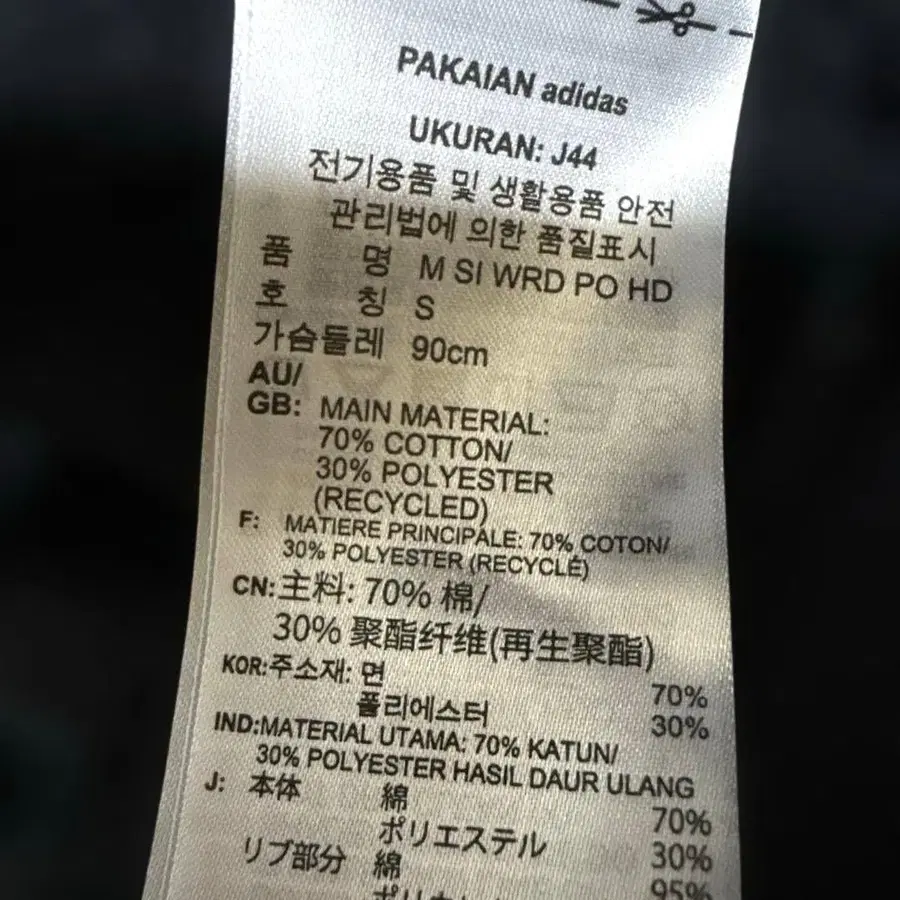 PAKAIAN adidas
UKURAN: J44
전기용품 및 생활용품 안전
관리법에 의한 품질표시
품 명 M SI WRD PO HD
호 칭 S
가슴둘레 90cm
AU/
GB: MAIN MATERIAL:
70% COTTON/
30% POLYESTER
(RECYCLED)
F: MATIERE PRINCIPALE: 70% COTON/
30% POLYESTER (RECYCLÉ)
CN:主料: 70% 棉/
30% 聚酯纤维(再生聚酯)
KOR:주소재: 면 70%
폴리에스터 30%
IND:MATERIAL UTAMA: 70% KATUN/
30% POLYESTER HASIL DAUR ULANG
J: 本体 綿 70%
ポリエステル 30%
リブ部分 綿 95%